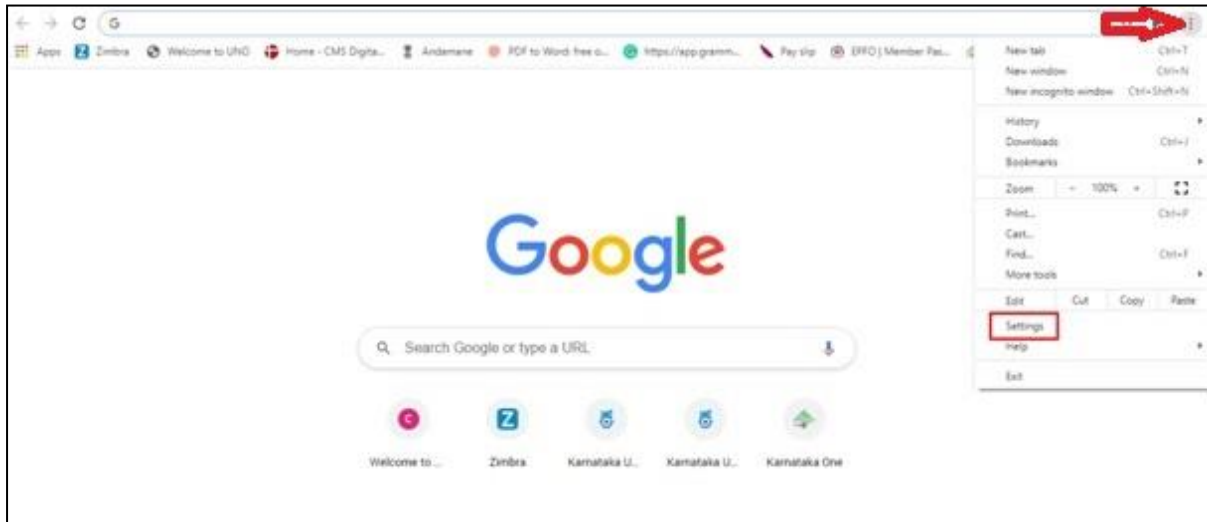 G
Apps Zimbra Welcome to UNO Home - CMS Digita... Andamane PDF to Word: free o... https://app.gramm... Pay slip EPFO | Member Pas...
New tab Ctrl+T
New window Ctrl+N
New incognito window Ctrl+Shift+N
History
Downloads Ctrl+J
Bookmarks
Zoom - 100% +
Print... Ctrl+P
Cast...
Find... Ctrl+F
More tools
Edit Cut Copy Paste
Settings
Help
Exit
Google
Search Google or type a URL
C Z
Welcome to ... Zimbra Karnataka U... Karnataka U... Karnataka One